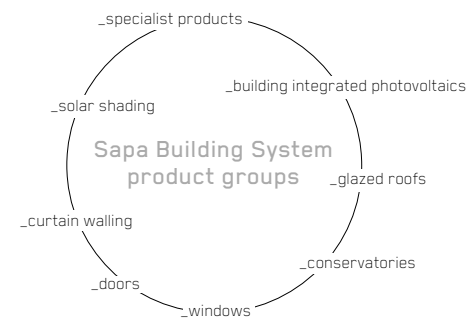 _specialist products
_building integrated photovoltaics
_solar shading
Sapa Building System
product groups
_glazed roofs
_curtain walling
_conservatories
_doors
_windows